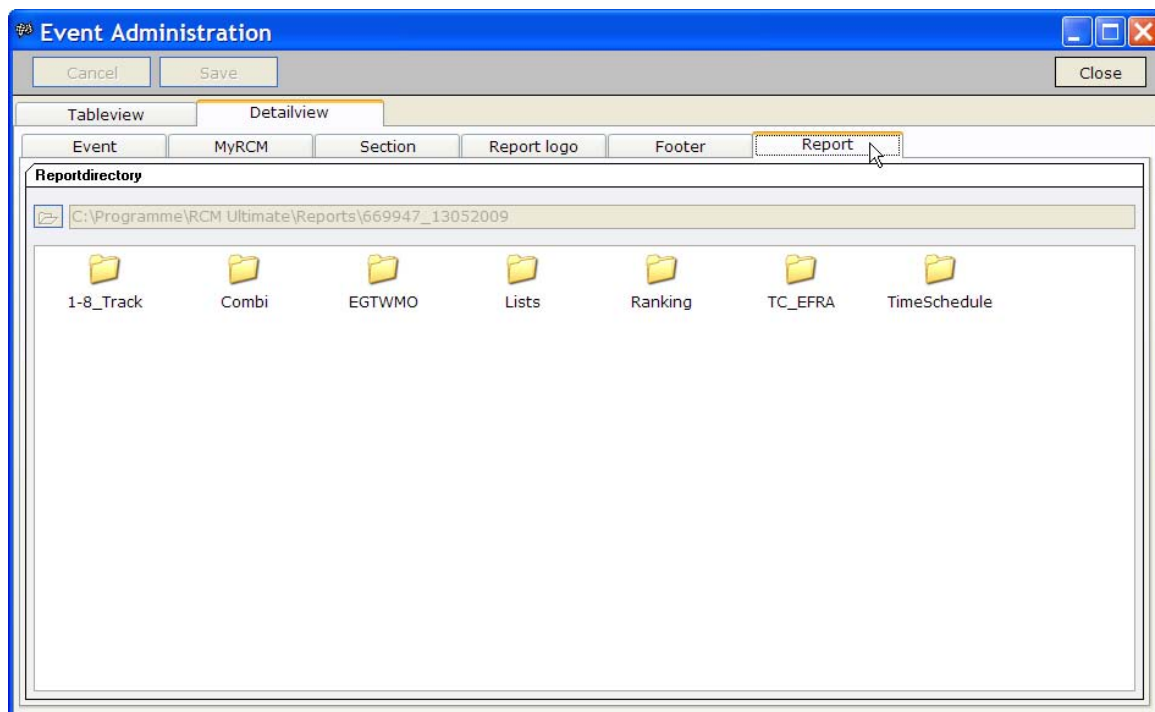 Event Administration
Cancel Save Close
Tableview Detailview
Event MyRCM Section Report logo Footer Report
Reportdirectory
C:\Programme\RCM Ultimate\Reports\669947_13052009
1-8_Track Combi EGTWMO Lists Ranking TC_EFRA TimeSchedule